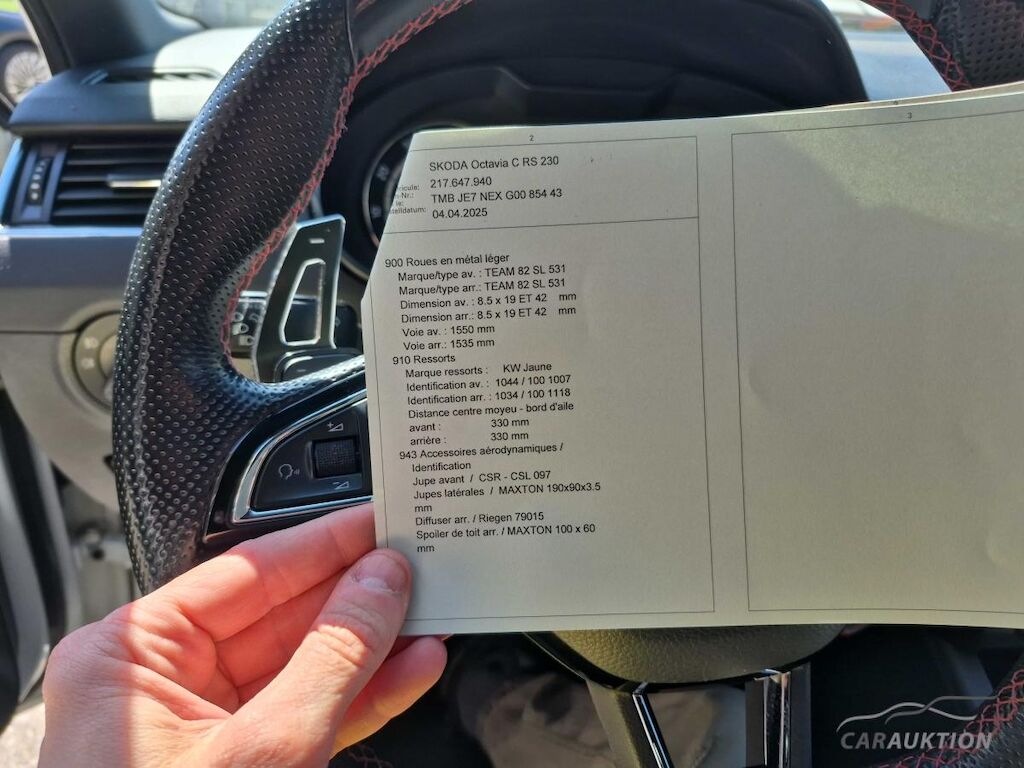 2
3
SKODA Octavia C RS 230
217.647.940
TMB JE7 NEX G00 854 43
04.04.2025
900 Roues en métal léger
Marque/type av. : TEAM 82 SL 531
Marque/type arr.: TEAM 82 SL 531
Dimension av. : 8.5 x 19 ET 42 mm
Dimension arr.: 8.5 x 19 ET 42 mm
Voie av. : 1550 mm
Voie arr.: 1535 mm
910 Ressorts
Marque ressorts : KW Jaune
Identification av. : 1044 / 100 1007
Identification arr. : 1034 / 100 1118
Distance centre moyeu - bord d'aile
avant : 330 mm
arrière : 330 mm
943 Accessoires aérodynamiques /
Identification
Jupe avant / CSR - CSL 097
Jupes latérales / MAXTON 190x90x3.5
mm
Diffuser arr. / Riegen 79015
Spoiler de toit arr. / MAXTON 100 x 60
mm
CARAUKTION